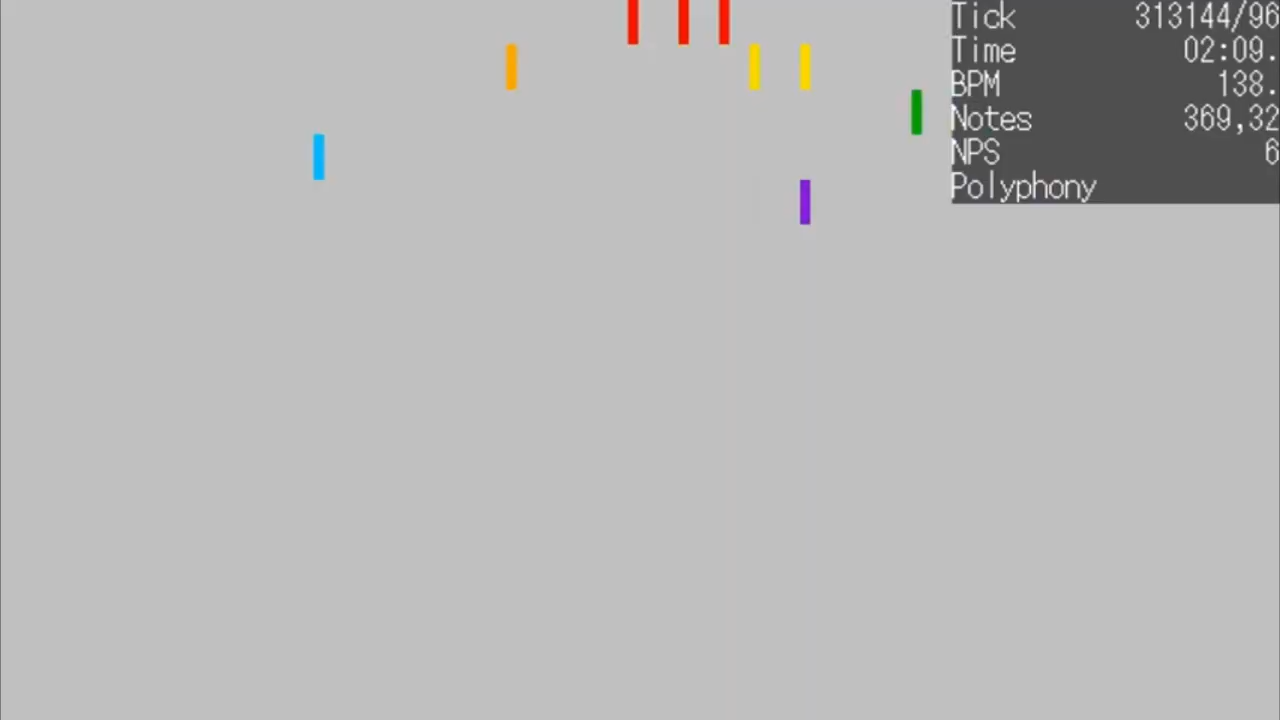 Tick 313144/96
Time 02:09.
BPM 138.
Notes 369,32
NPS 6
Polyphony